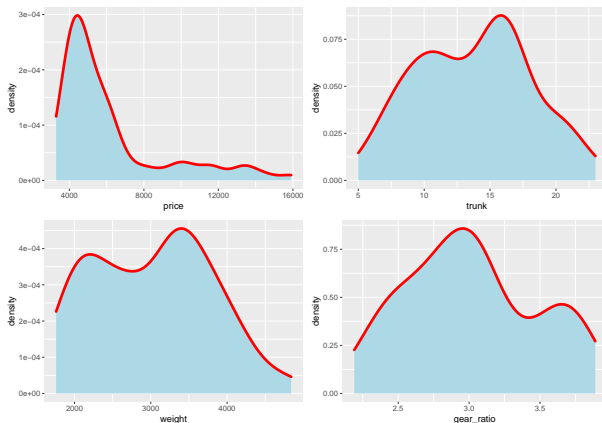 3e−04
2e−04
1e−04
0e+00
density
4000 8000 12000 16000
price
0.075
0.050
0.025
0.000
density
5 10 15 20
trunk
4e−04
3e−04
2e−04
1e−04
0e+00
density
2000 3000 4000
weight
0.75
0.50
0.25
0.00
density
2.5 3.0 3.5
gear_ratio